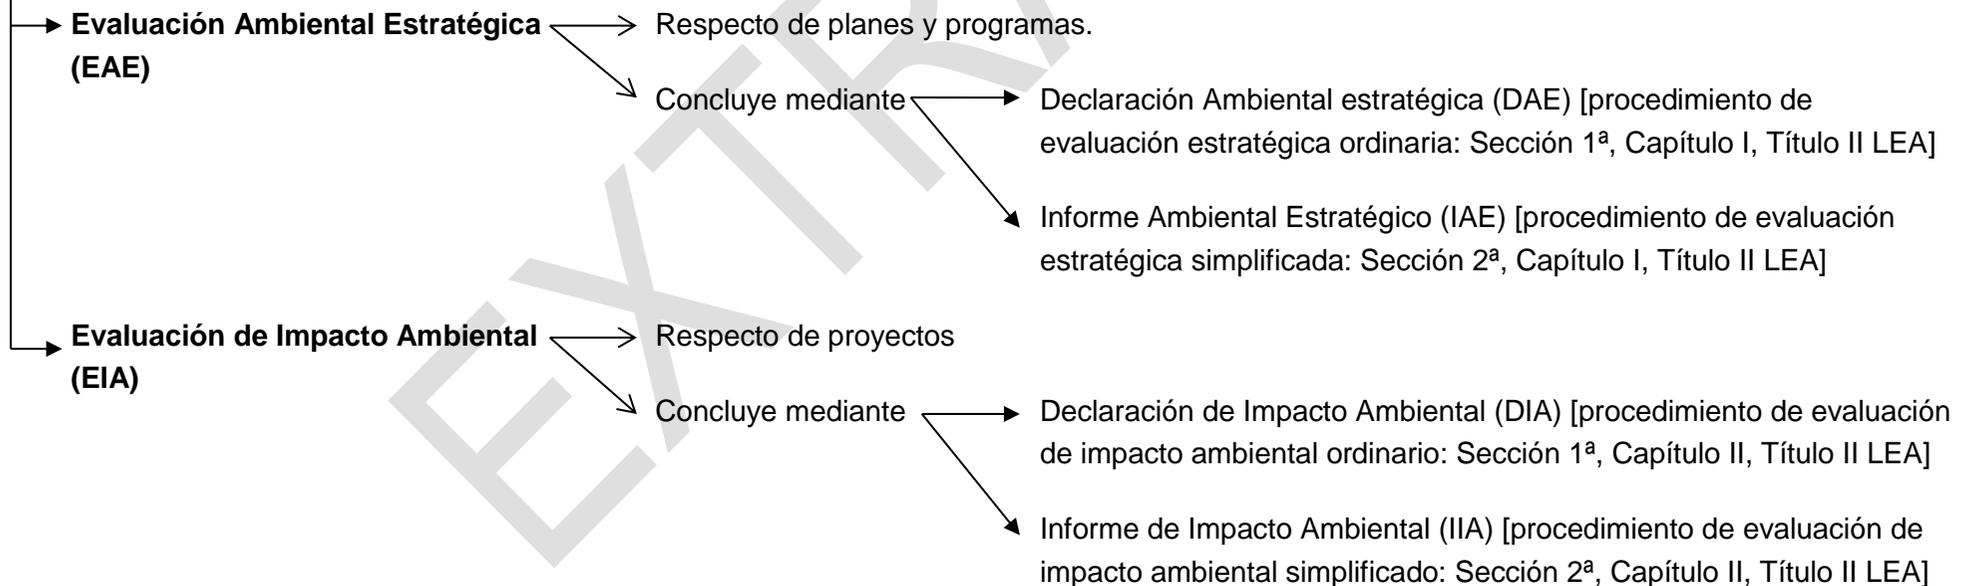 Evaluación Ambiental Estratégica
(EAE)
Respecto de planes y programas.
Concluye mediante
Declaración Ambiental estratégica (DAE) [procedimiento de
evaluación estratégica ordinaria: Sección 1ª, Capítulo I, Título II LEA]
Informe Ambiental Estratégico (IAE) [procedimiento de evaluación
estratégica simplificada: Sección 2ª, Capítulo I, Título II LEA]
Evaluación de Impacto Ambiental
(EIA)
Respecto de proyectos
Concluye mediante
Declaración de Impacto Ambiental (DIA) [procedimiento de evaluación
de impacto ambiental ordinario: Sección 1ª, Capítulo II, Título II LEA]
Informe de Impacto Ambiental (IIA) [procedimiento de evaluación de
impacto ambiental simplificado: Sección 2ª, Capítulo II, Título II LEA]